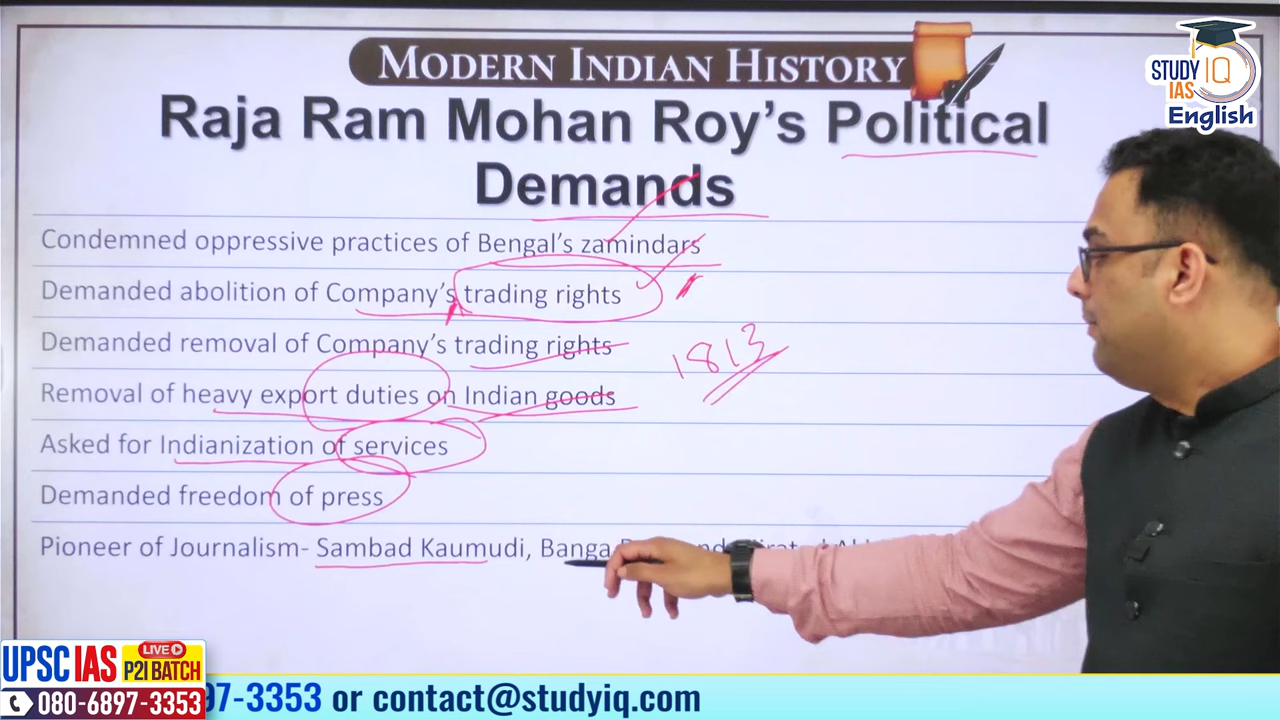 MODERN INDIAN HISTORY
STUDY IQ
IAS
English
Raja Ram Mohan Roy's Political
Demands
Condemned oppressive practices of Bengal's zamindars
Demanded abolition of Company's trading rights
Demanded removal of Company's trading rights
1813
Removal of heavy export duties on Indian goods
Asked for Indianization of services
Demanded freedom of press
Pioneer of Journalism- Sambad Kaumudi, Banga
UPSC IAS LIVE P2I BATCH
080-6897-3353
97-3353 or contact@studyiq.com